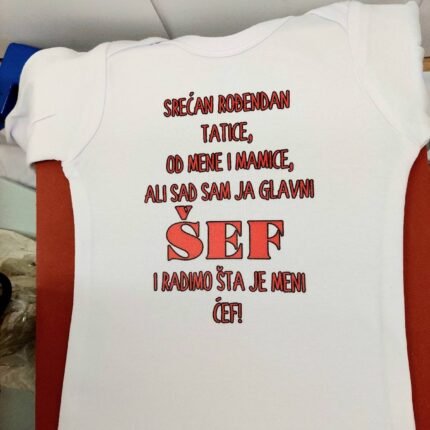 SREĆAN ROĐENDAN
TATICE,
OD MENE I MAMICE,
ALI SAD SAM JA GLAVNI
ŠEF
I RADIMO ŠTA JE MENI
ĆEF!